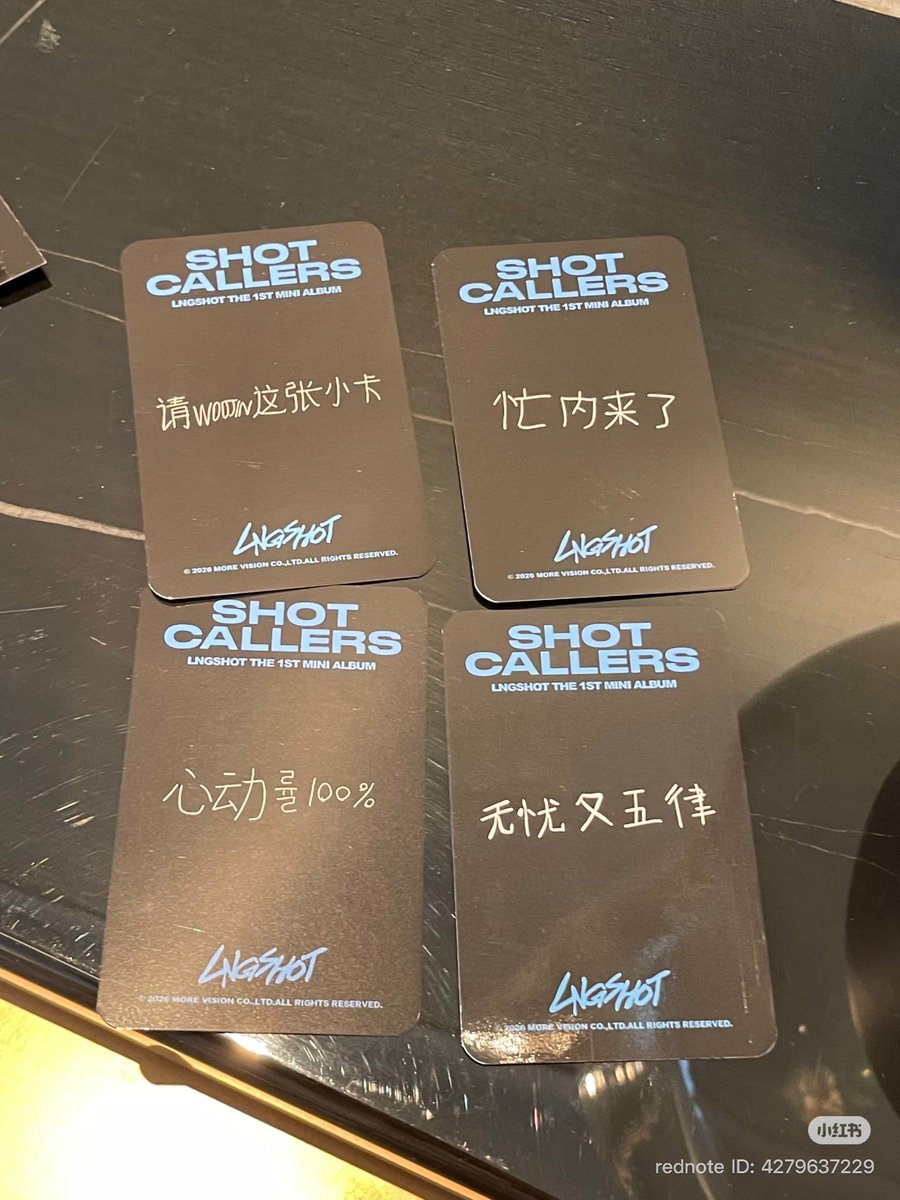 SHOT
CALLERS
LNGSHOT THE 1ST MINI ALBUM
请WOOJIN这张小卡
LNGSHOT
© 2026 MORE VISION CO.,LTD.ALL RIGHTS RESERVED.
SHOT
CALLERS
LNGSHOT THE 1ST MINI ALBUM
忙内来了
LNGSHOT
© 2026 MORE VISION CO.,LTD.ALL RIGHTS RESERVED.
SHOT
CALLERS
LNGSHOT THE 1ST MINI ALBUM
心动률100%
LNGSHOT
© 2026 MORE VISION CO.,LTD.ALL RIGHTS RESERVED.
SHOT
CALLERS
LNGSHOT THE 1ST MINI ALBUM
无忧又五律
LNGSHOT
© 2026 MORE VISION CO.,LTD.ALL RIGHTS RESERVED.
小红书
rednote ID: 4279637229